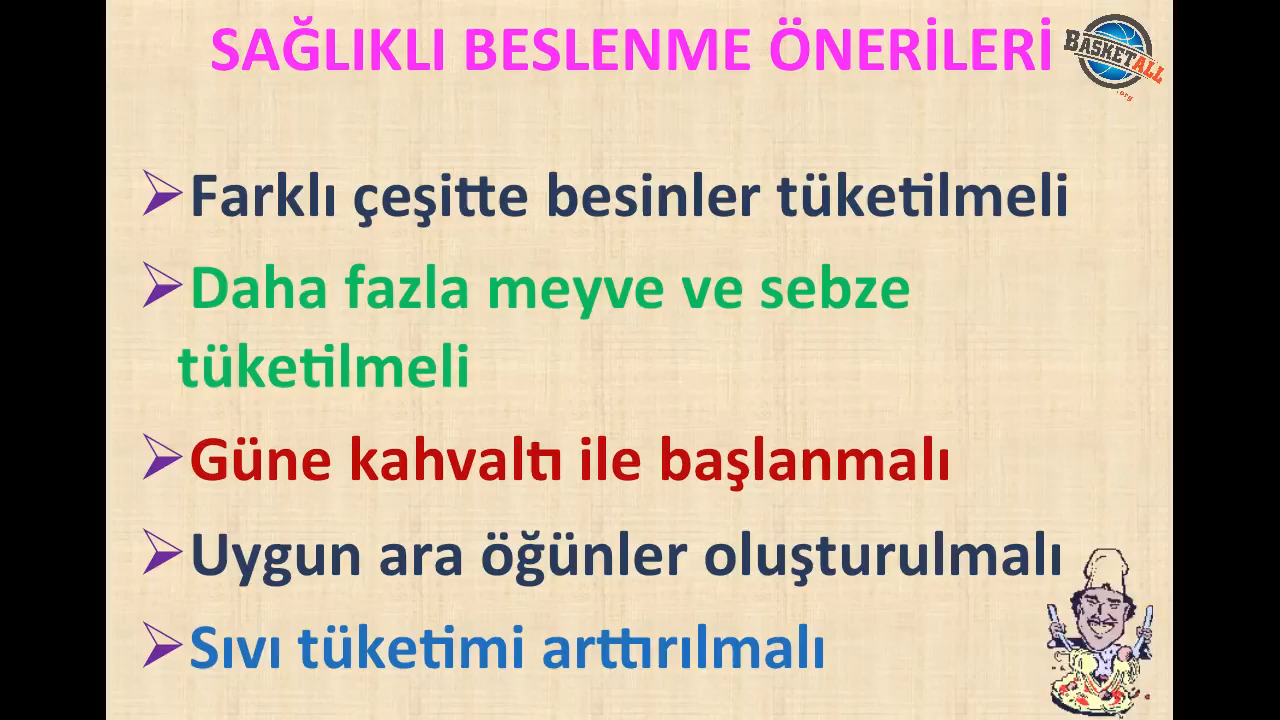 SAĞLIKLI BESLENME ÖNERİLERİ
BASKETALL
.org
Farklı çeşitte besinler tüketilmeli
Daha fazla meyve ve sebze
tüketilmeli
Güne kahvaltı ile başlanmalı
Uygun ara öğünler oluşturulmalı
Sıvı tüketimi arttırılmalı